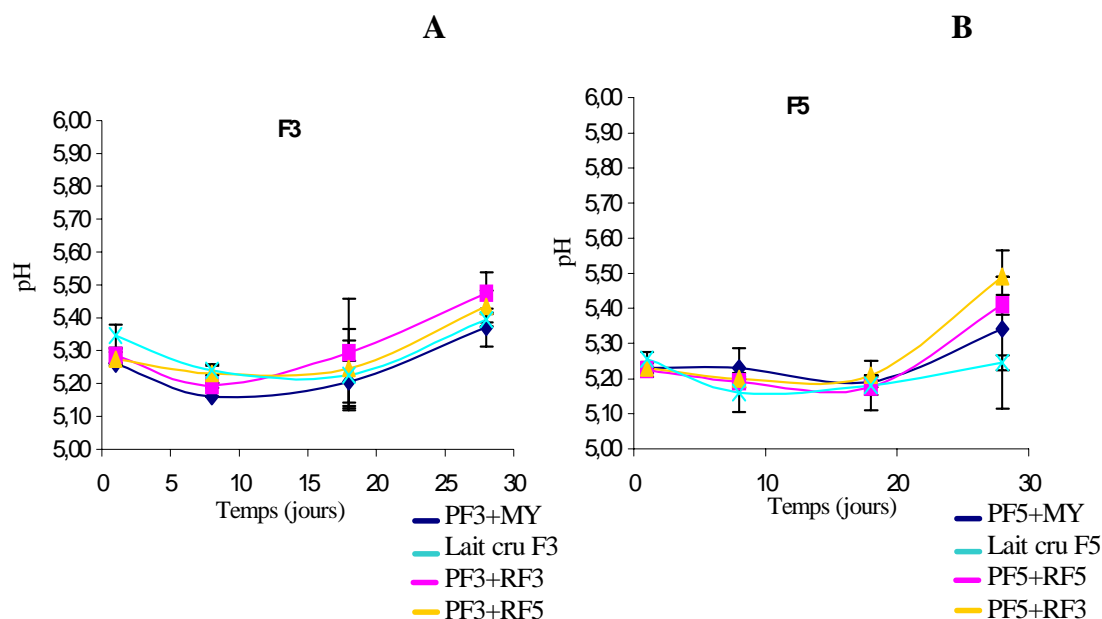 A
F3
6,00
5,90
5,80
5,70
5,60
5,50
5,40
5,30
5,20
5,10
5,00
pH
0 5 10 15 20 25 30
Temps (jours)
PF3+MY
Lait cru F3
PF3+RF3
PF3+RF5
B
F5
6,00
5,90
5,80
5,70
5,60
5,50
5,40
5,30
5,20
5,10
5,00
pH
0 10 20 30
Temps (jours)
PF5+MY
Lait cru F5
PF5+RF5
PF5+RF3